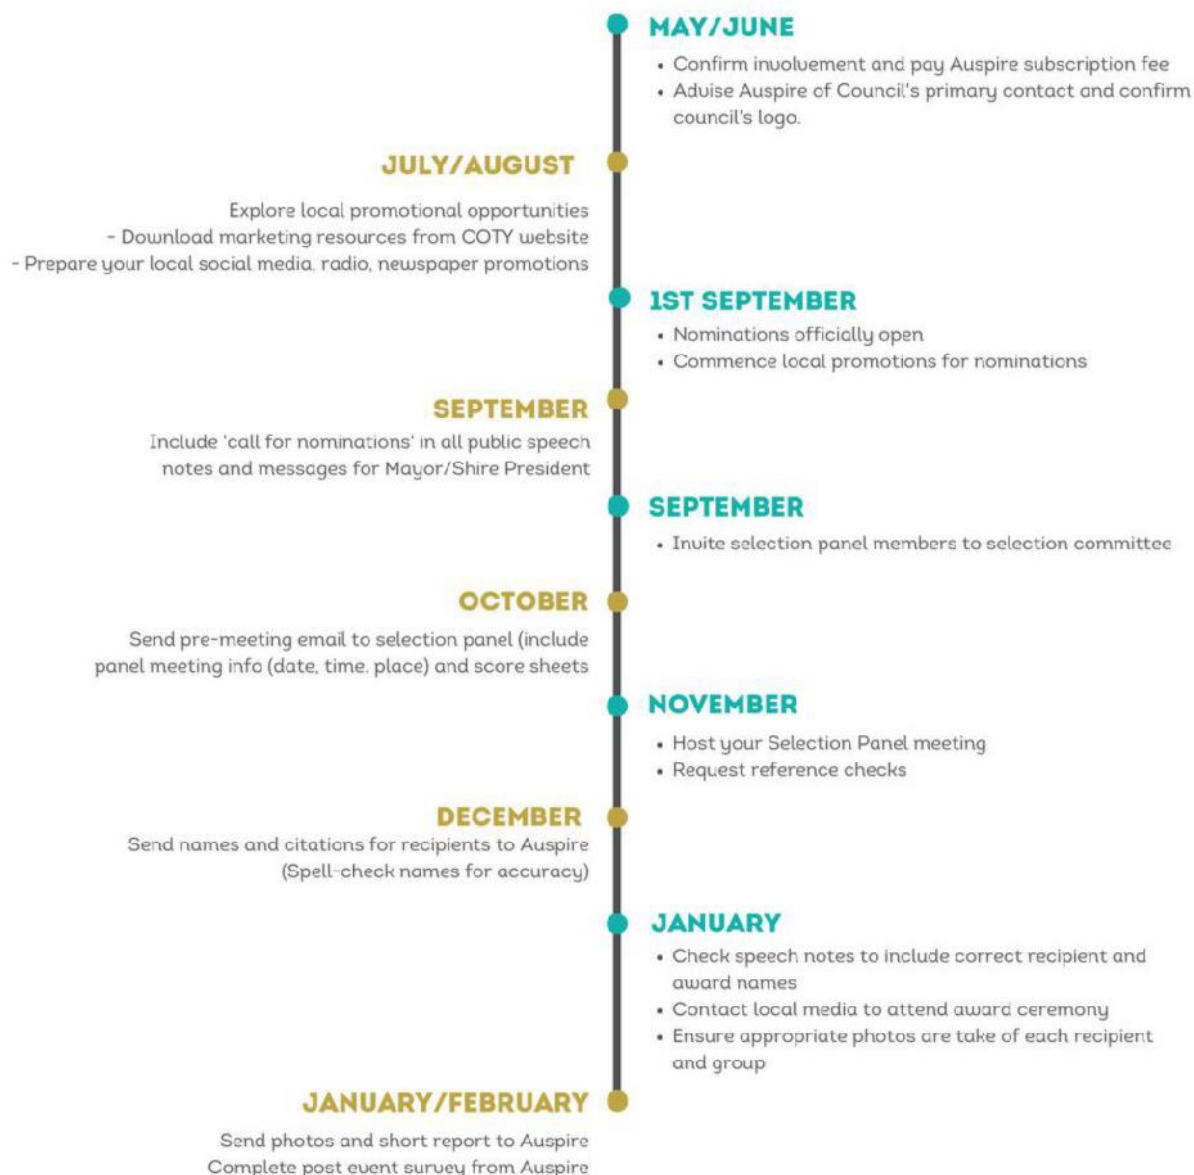 MAY/JUNE
• Confirm involvement and pay Auspire subscription fee
• Advise Auspire of Council's primary contact and confirm
council's logo.
JULY/AUGUST
Explore local promotional opportunities
- Download marketing resources from COTY website
- Prepare your local social media, radio, newspaper promotions
1ST SEPTEMBER
• Nominations officially open
• Commence local promotions for nominations
SEPTEMBER
Include 'call for nominations' in all public speech
notes and messages for Mayor/Shire President
SEPTEMBER
• Invite selection panel members to selection committee
OCTOBER
Send pre-meeting email to selection panel (include
panel meeting info (date, time, place) and score sheets
NOVEMBER
• Host your Selection Panel meeting
• Request reference checks
DECEMBER
Send names and citations for recipients to Auspire
(Spell-check names for accuracy)
JANUARY
• Check speech notes to include correct recipient and
award names
• Contact local media to attend award ceremony
• Ensure appropriate photos are take of each recipient
and group
JANUARY/FEBRUARY
Send photos and short report to Auspire
Complete post event survey from Auspire